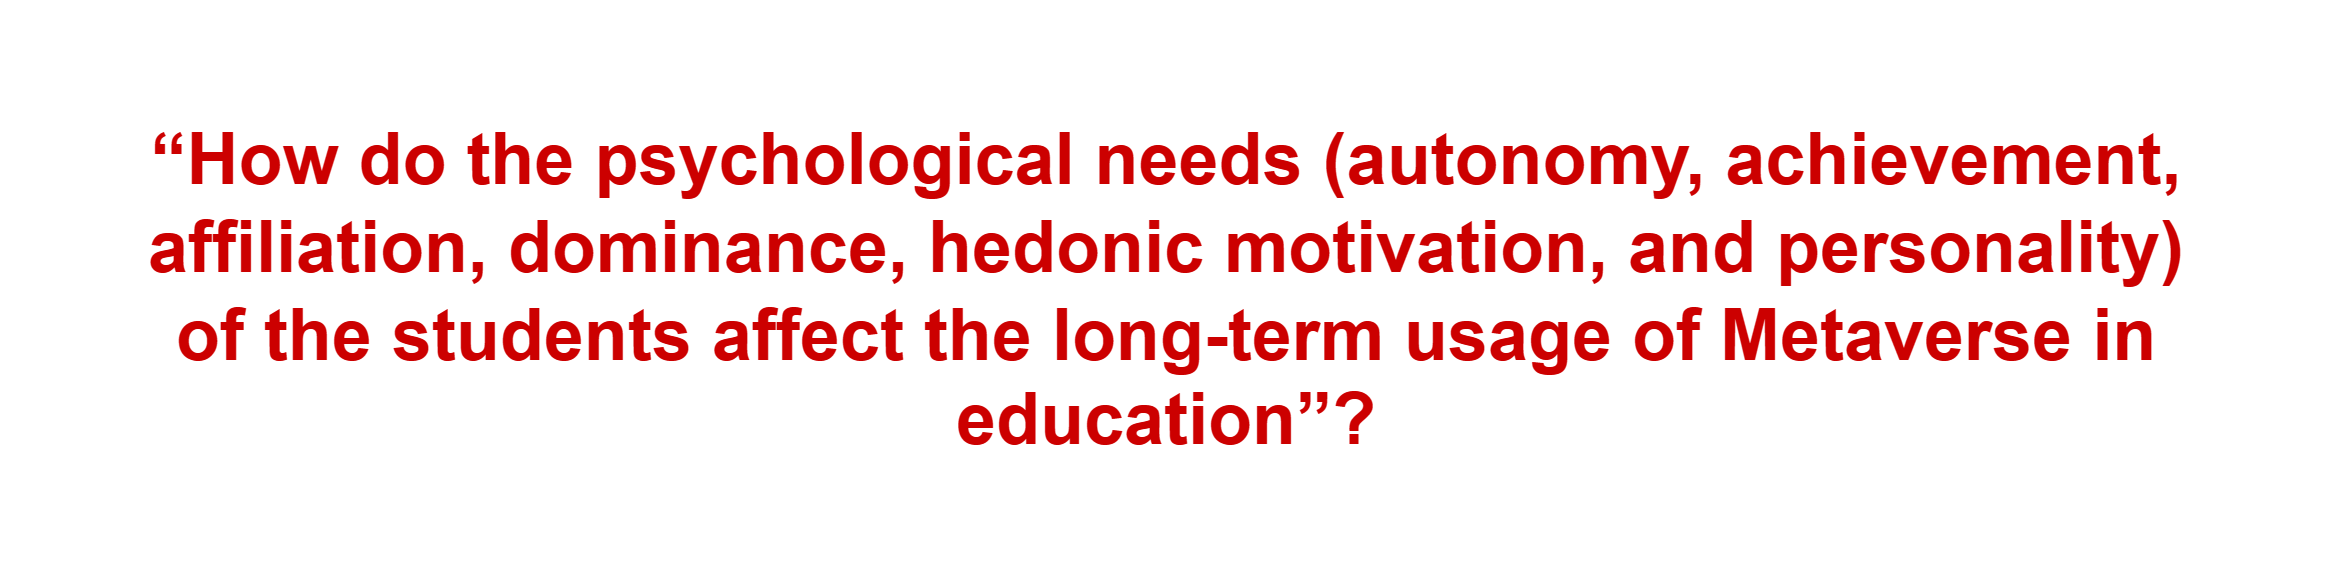 “How do the psychological needs (autonomy, achievement,
affiliation, dominance, hedonic motivation, and personality)
of the students affect the long-term usage of Metaverse in
education”?